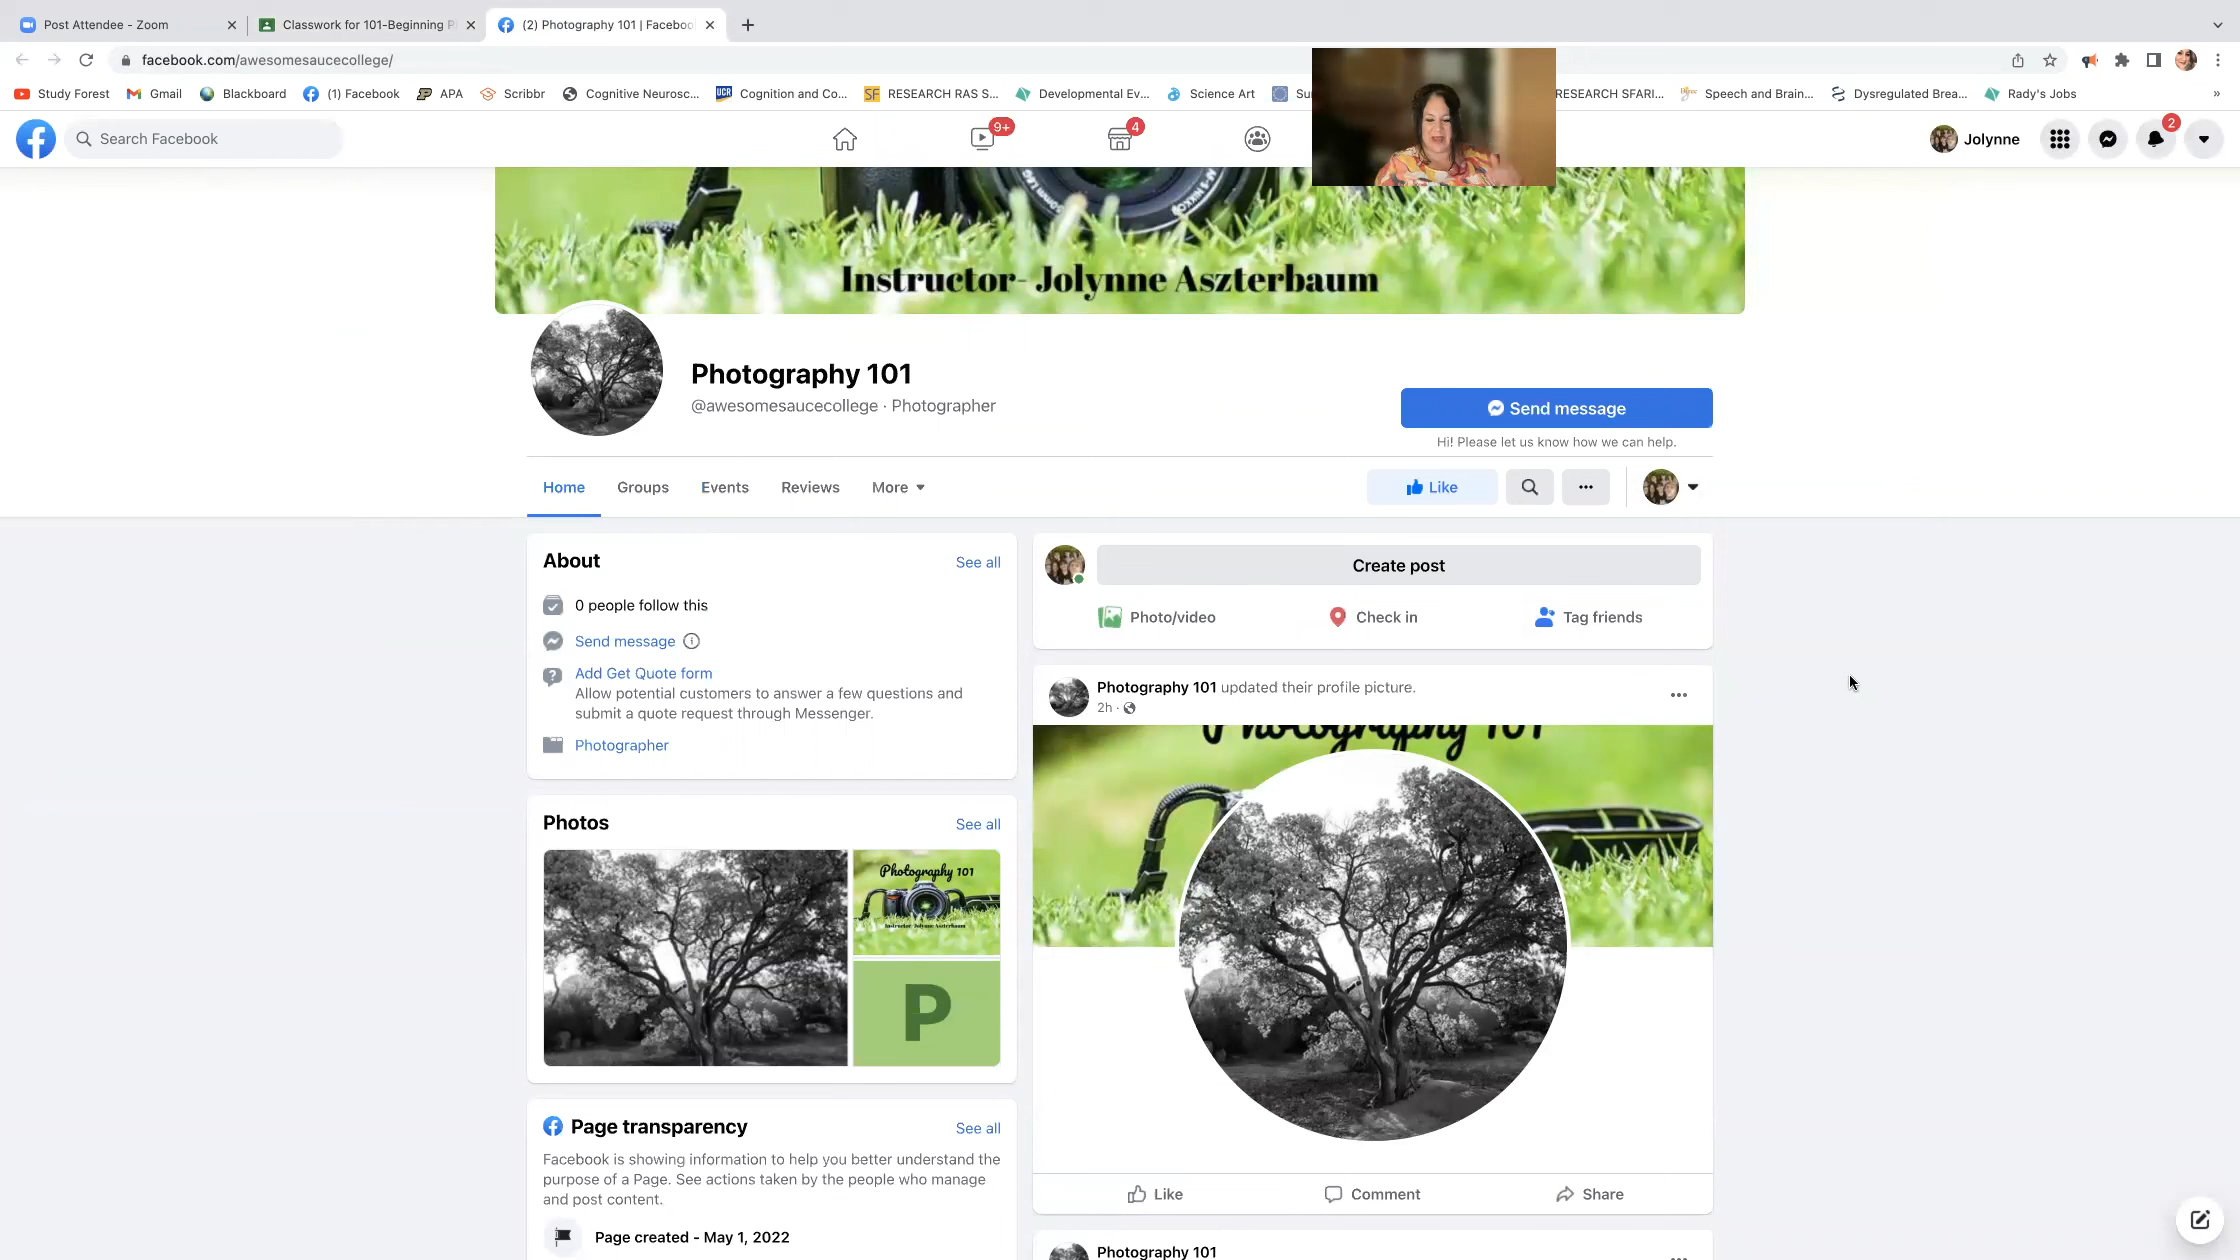 Post Attendee - Zoom
Classwork for 101-Beginning P
(2) Photography 101 | Faceboo
facebook.com/awesomesaucecollege/
Study Forest Gmail Blackboard (1) Facebook APA Scribbr Cognitive Neurosc... Cognition and Co... RESEARCH RAS S... Developmental Ev... Science Art RESEARCH SFARI... Speech and Brain... Dysregulated Brea... Rady's Jobs »
Search Facebook
9+
4
Jolynne
2
50mm
Instructor- Jolynne Aszterbaum
Photography 101
@awesomesaucecollege · Photographer
Send message
Hi! Please let us know how we can help.
Home Groups Events Reviews More
Like
About
See all
0 people follow this
Send message
Add Get Quote form
Allow potential customers to answer a few questions and
submit a quote request through Messenger.
Photographer
Photos
See all
Photography 101
Instructor Jolynne Aszterbaum
P
Page transparency
See all
Facebook is showing information to help you better understand the
purpose of a Page. See actions taken by the people who manage
and post content.
Page created - May 1, 2022
Create post
Photo/video Check in Tag friends
Photography 101 updated their profile picture.
2h ·
Photography 101
Like Comment Share
Photography 101